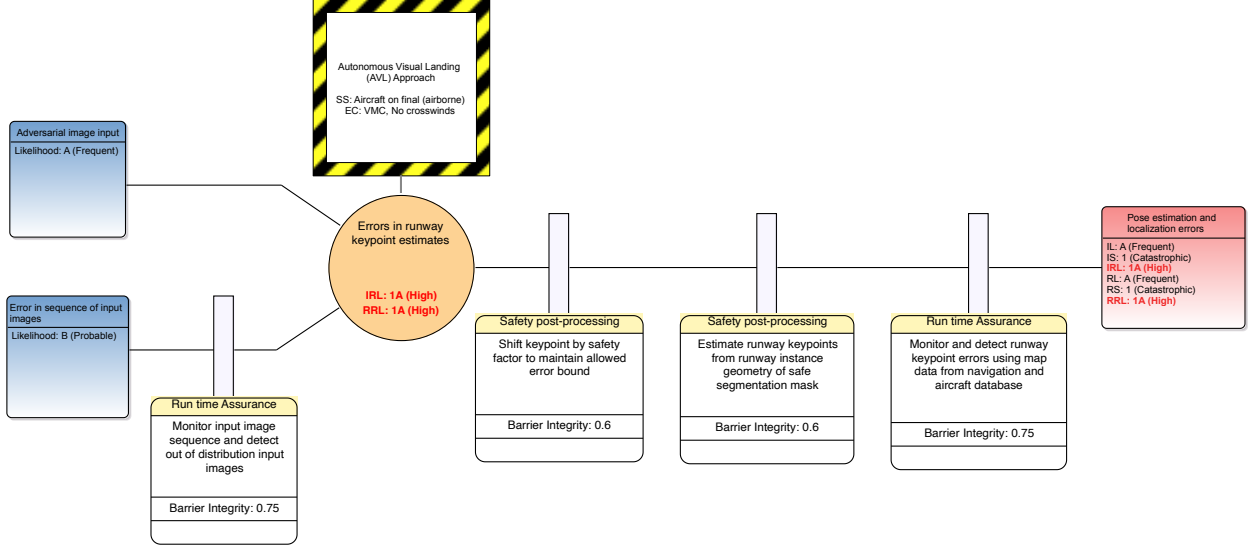 Autonomous Visual Landing
(AVL) Approach
SS: Aircraft on final (airborne)
EC: VMC, No crosswinds
Adversarial image input
Likelihood: A (Frequent)
Error in sequence of input
images
Likelihood: B (Probable)
Run time Assurance
Monitor input image
sequence and detect
out of distribution input
images
Barrier Integrity: 0.75
Errors in runway
keypoint estimates
IRL: 1A (High)
RRL: 1A (High)
Safety post-processing
Shift keypoint by safety
factor to maintain allowed
error bound
Barrier Integrity: 0.6
Safety post-processing
Estimate runway keypoints
from runway instance
geometry of safe
segmentation mask
Barrier Integrity: 0.6
Run time Assurance
Monitor and detect runway
keypoint errors using map
data from navigation and
aircraft database
Barrier Integrity: 0.75
Pose estimation and
localization errors
IL: A (Frequent)
IS: 1 (Catastrophic)
IRL: 1A (High)
RL: A (Frequent)
RS: 1 (Catastrophic)
RRL: 1A (High)